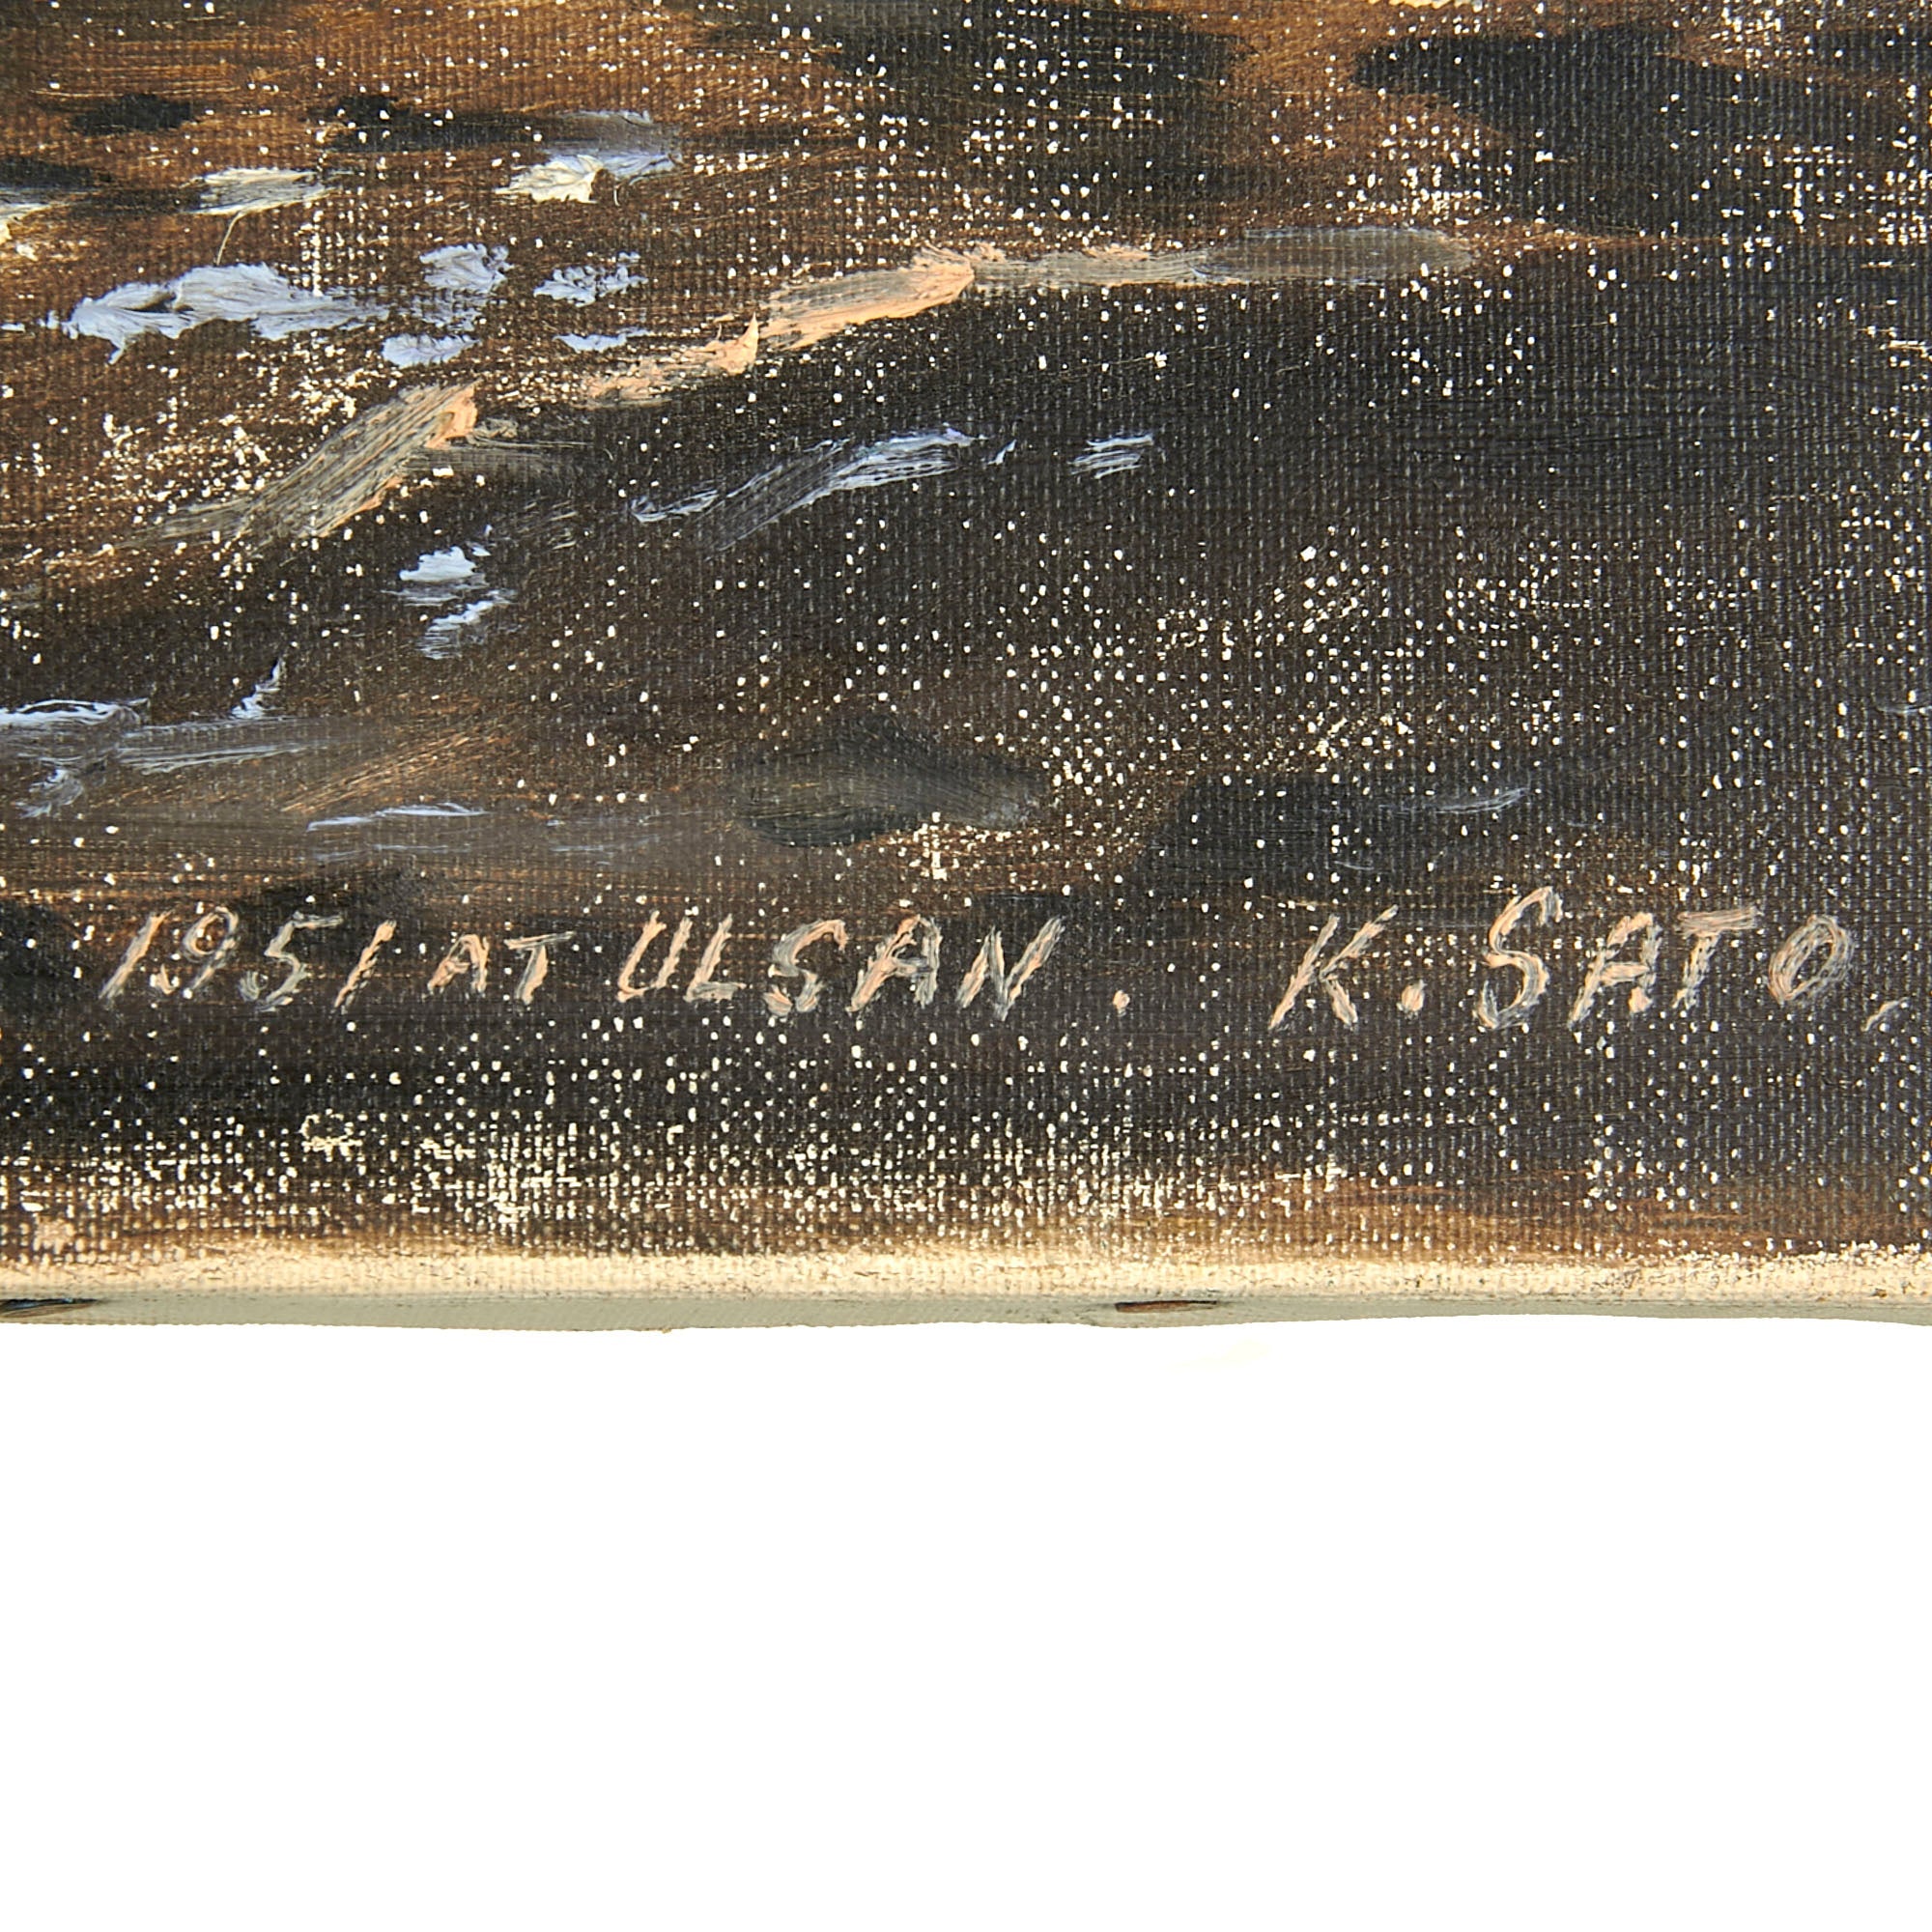 1951 AT ULSAN. K. SATO.